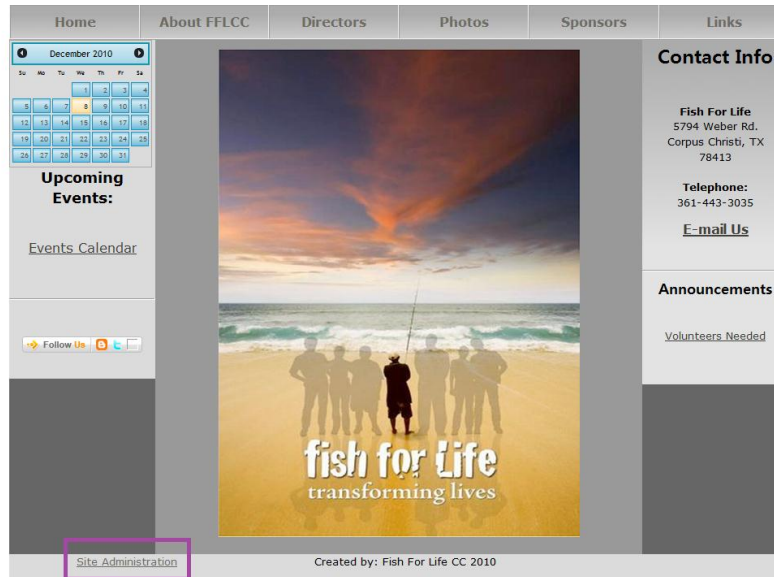 Home About FFLCC Directors Photos Sponsors Links
December 2010
Su Mo Tu We Th Fr Sa
1 2 3 4
5 6 7 8 9 10 11
12 13 14 15 16 17 18
19 20 21 22 23 24 25
26 27 28 29 30 31
Upcoming
Events:
Events Calendar
Follow Us
fish for Life
transforming lives
Contact Info
Fish For Life
5794 Weber Rd.
Corpus Christi, TX
78413
Telephone:
361-443-3035
E-mail Us
Announcements
Volunteers Needed
Site Administration
Created by: Fish For Life CC 2010